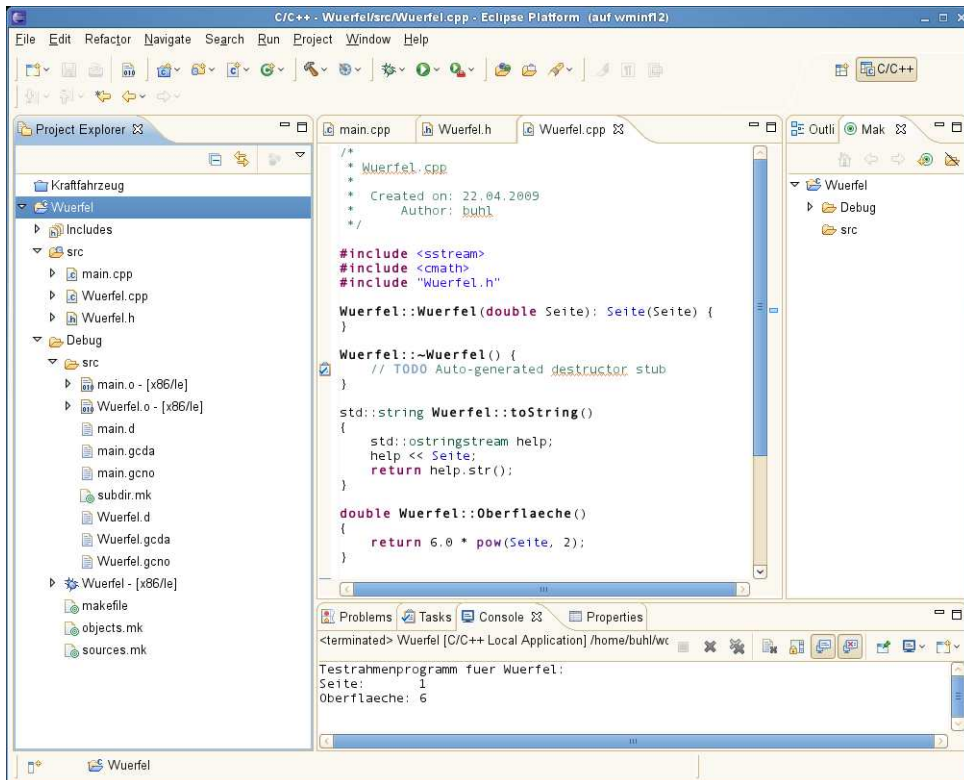 C/C++ - Wuerfel/src/Wuerfel.cpp - Eclipse Platform (auf wminf12)
File Edit Refactor Navigate Search Run Project Window Help
C/C++
Project Explorer
Kraftfahrzeug
Wuerfel
Includes
src
main.cpp
Wuerfel.cpp
Wuerfel.h
Debug
src
main.o - [x86/le]
Wuerfel.o - [x86/le]
main.d
main.gcda
main.gcno
subdir.mk
Wuerfel.d
Wuerfel.gcda
Wuerfel.gcno
Wuerfel - [x86/le]
makefile
objects.mk
sources.mk
main.cpp Wuerfel.h Wuerfel.cpp
/*
 * Wuerfel.cpp
 *
 *  Created on: 22.04.2009
 *      Author: buhl
 */
#include <sstream>
#include <cmath>
#include "Wuerfel.h"
Wuerfel::Wuerfel(double Seite): Seite(Seite) {
}
Wuerfel::~Wuerfel() {
    // TODO Auto-generated destructor stub
}
std::string Wuerfel::toString()
{
    std::ostringstream help;
    help << Seite;
    return help.str();
}
double Wuerfel::Oberflaeche()
{
    return 6.0 * pow(Seite, 2);
}
Outli Mak
Wuerfel
Debug
src
Problems Tasks Console Properties
<terminated> Wuerfel [C/C++ Local Application] /home/buhl/wc
Testrahmenprogramm fuer Wuerfel:
Seite:       1
Oberflaeche: 6
Wuerfel